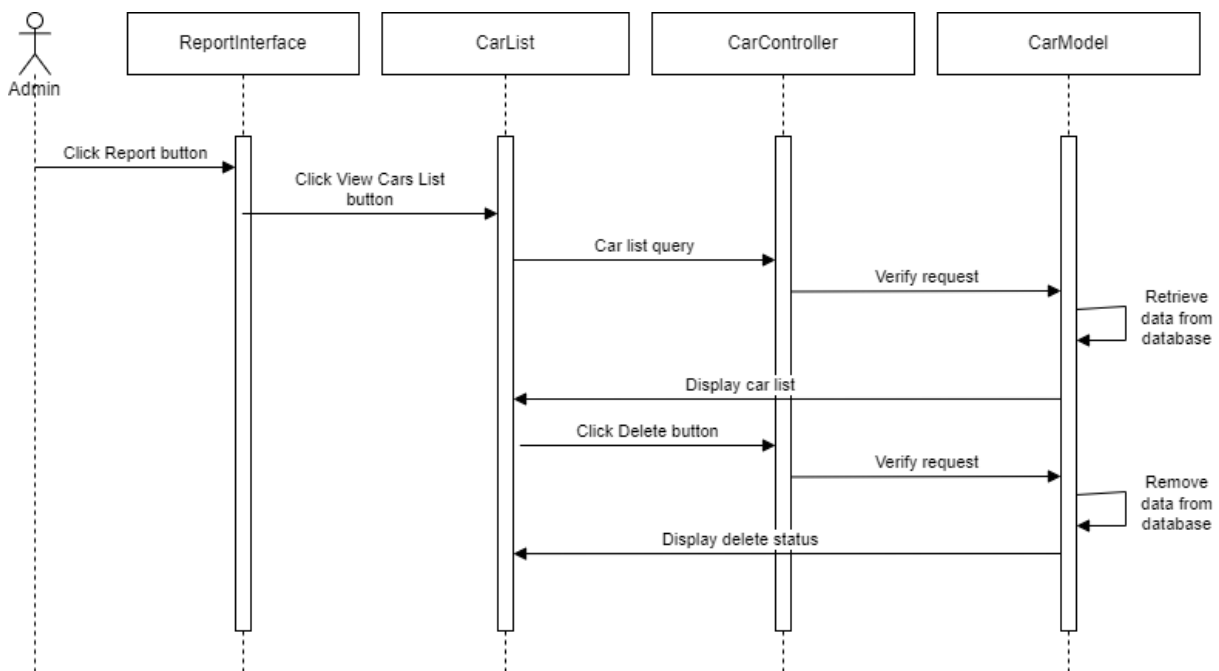 ReportInterface
CarList
CarController
CarModel
Admin
Click Report button
Click View Cars List
button
Car list query
Verify request
Retrieve
data from
database
Display car list
Click Delete button
Verify request
Remove
data from
database
Display delete status